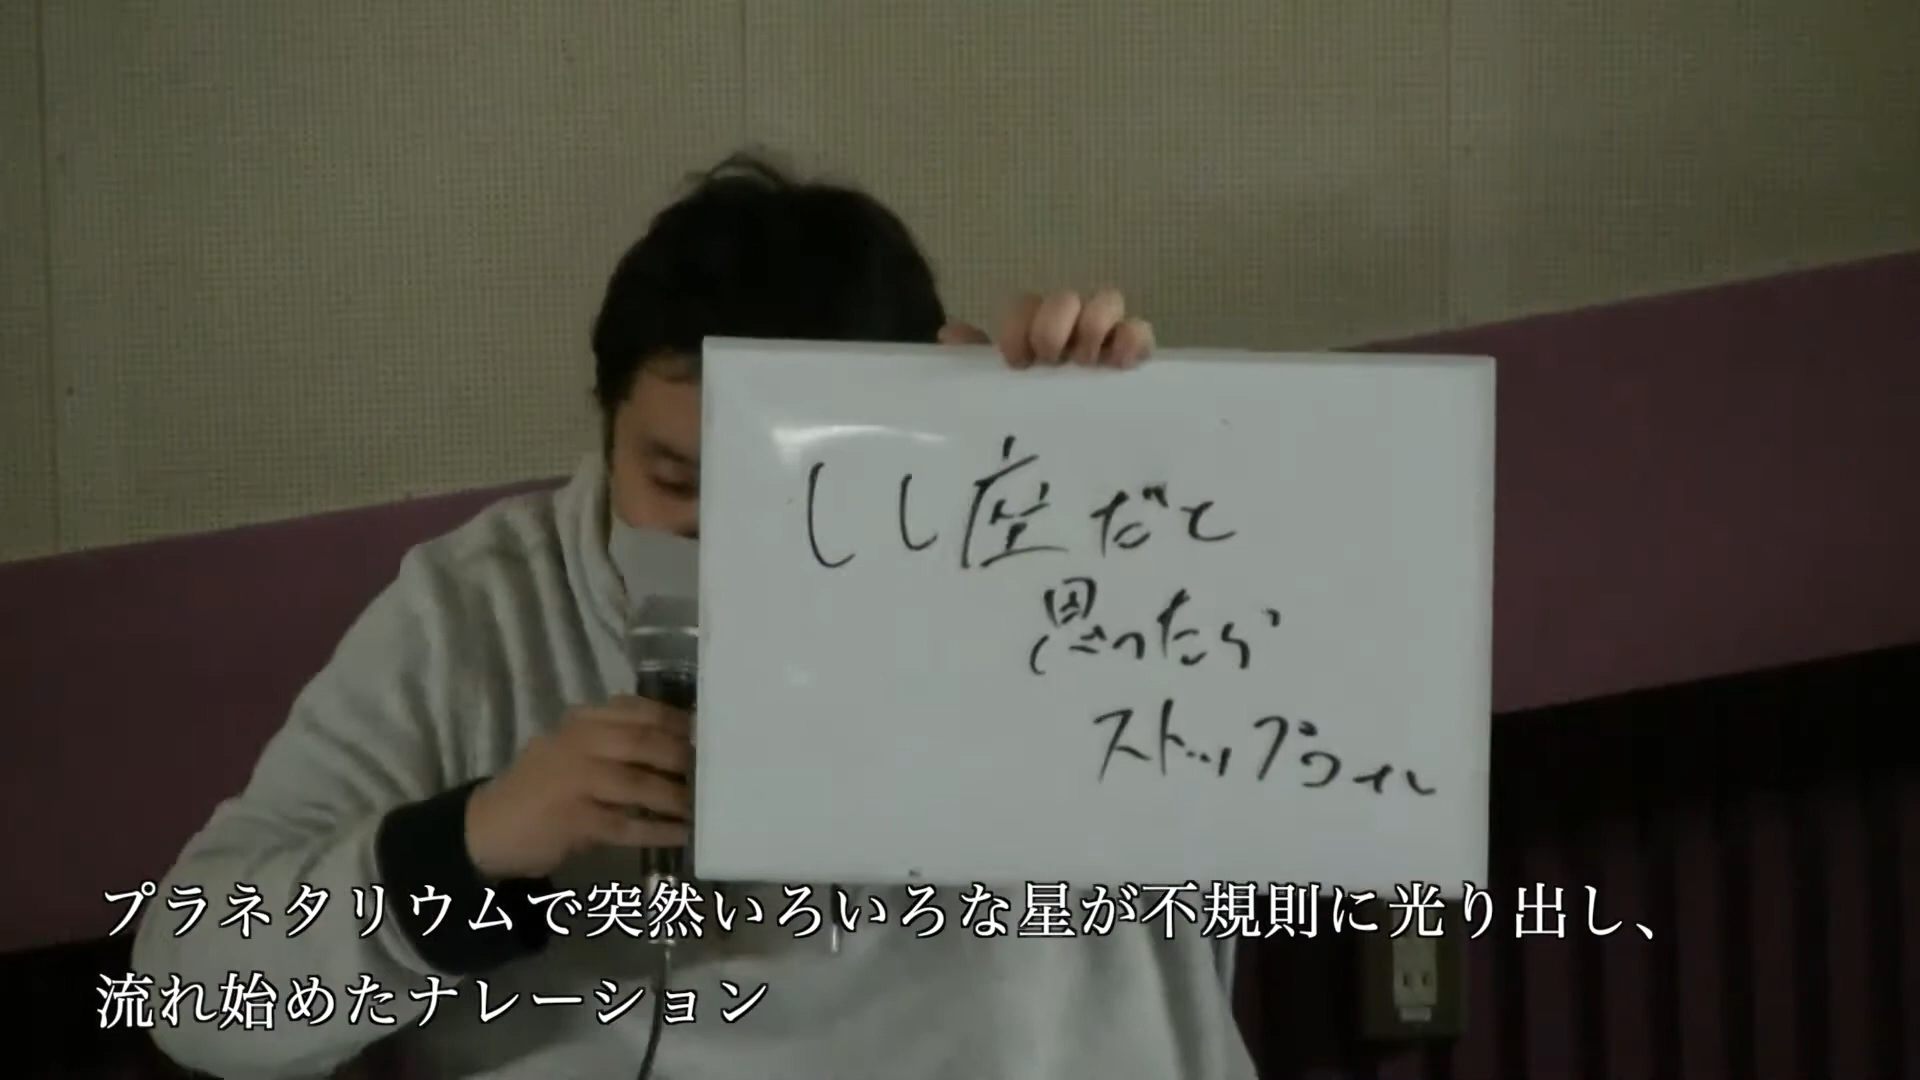 しし座だと
思ったら
ストップウォ
プラネタリウムで突然いろいろな星が不規則に光り出し、
流れ始めたナレーション